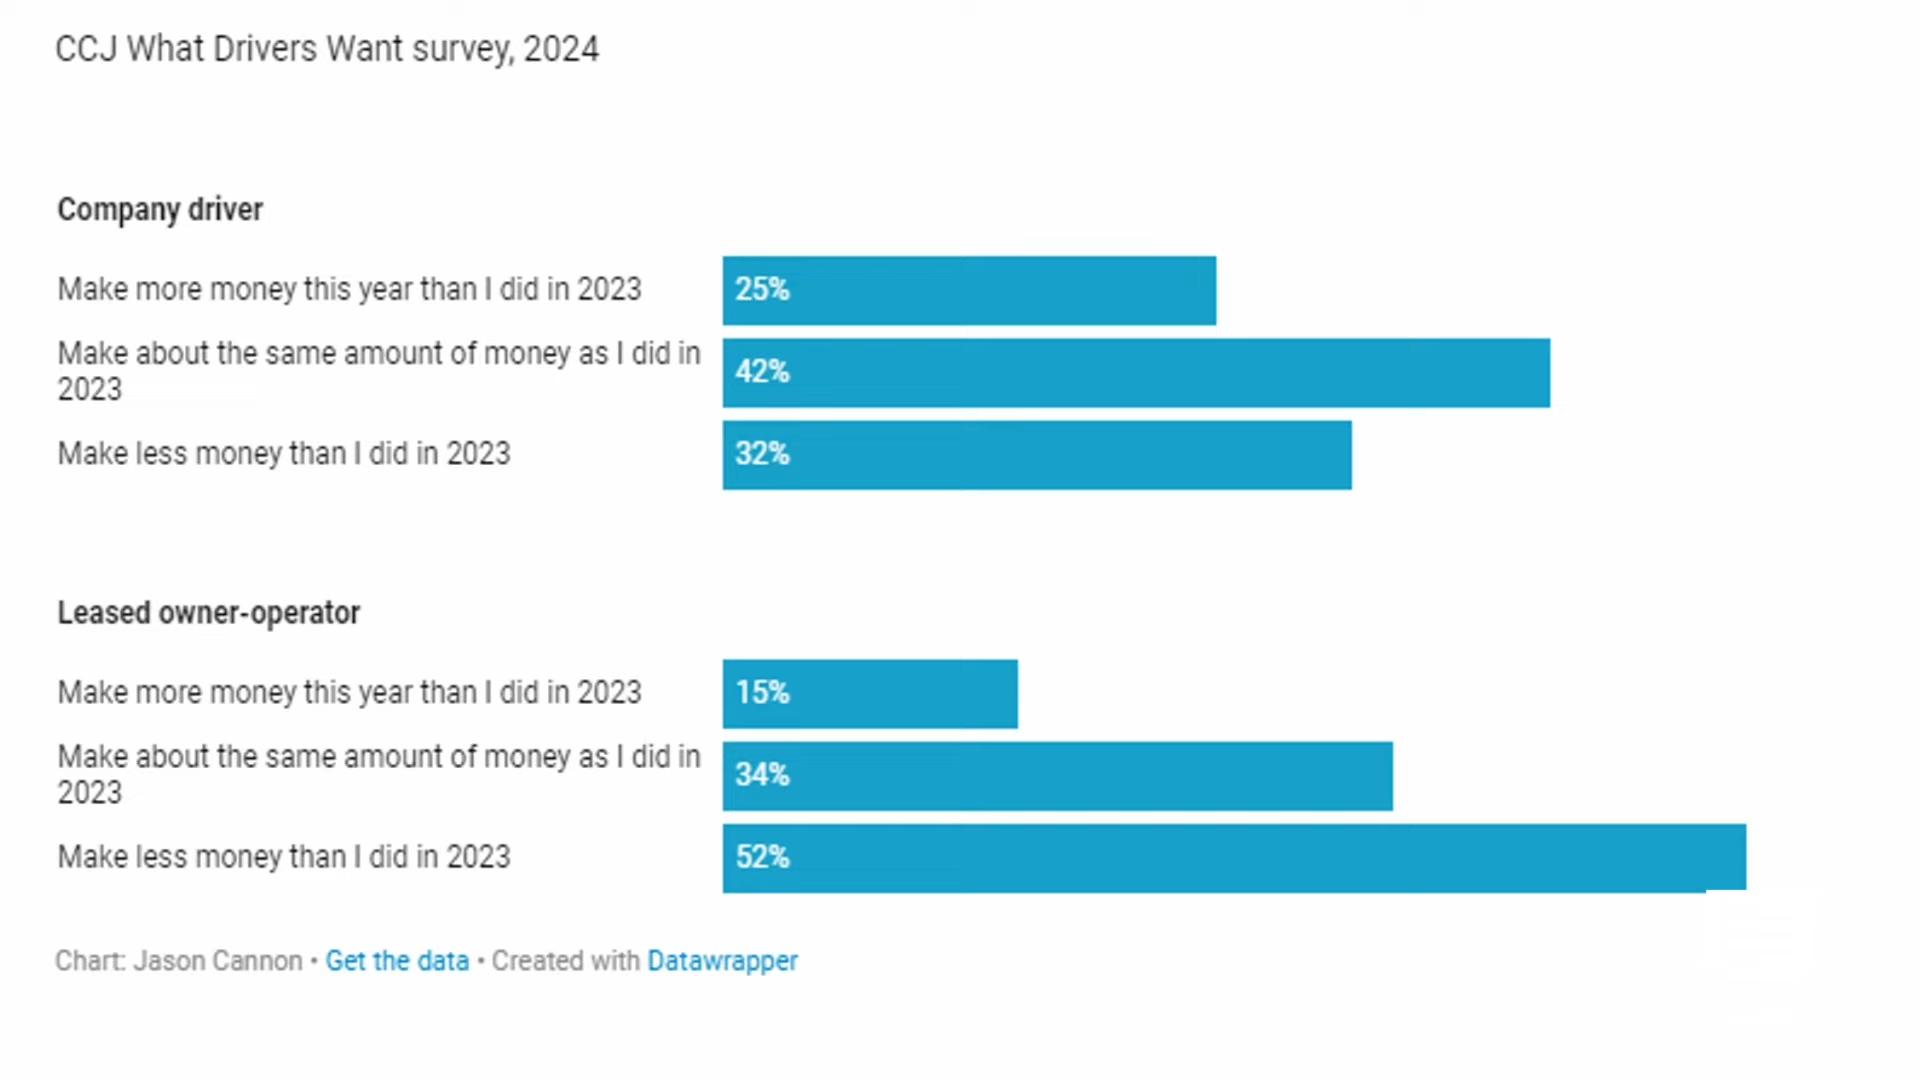 CCJ What Drivers Want survey, 2024
Company driver
Make more money this year than I did in 2023
25%
Make about the same amount of money as I did in
2023
42%
Make less money than I did in 2023
32%
Leased owner-operator
Make more money this year than I did in 2023
15%
Make about the same amount of money as I did in
2023
34%
Make less money than I did in 2023
52%
Chart: Jason Cannon • Get the data • Created with Datawrapper